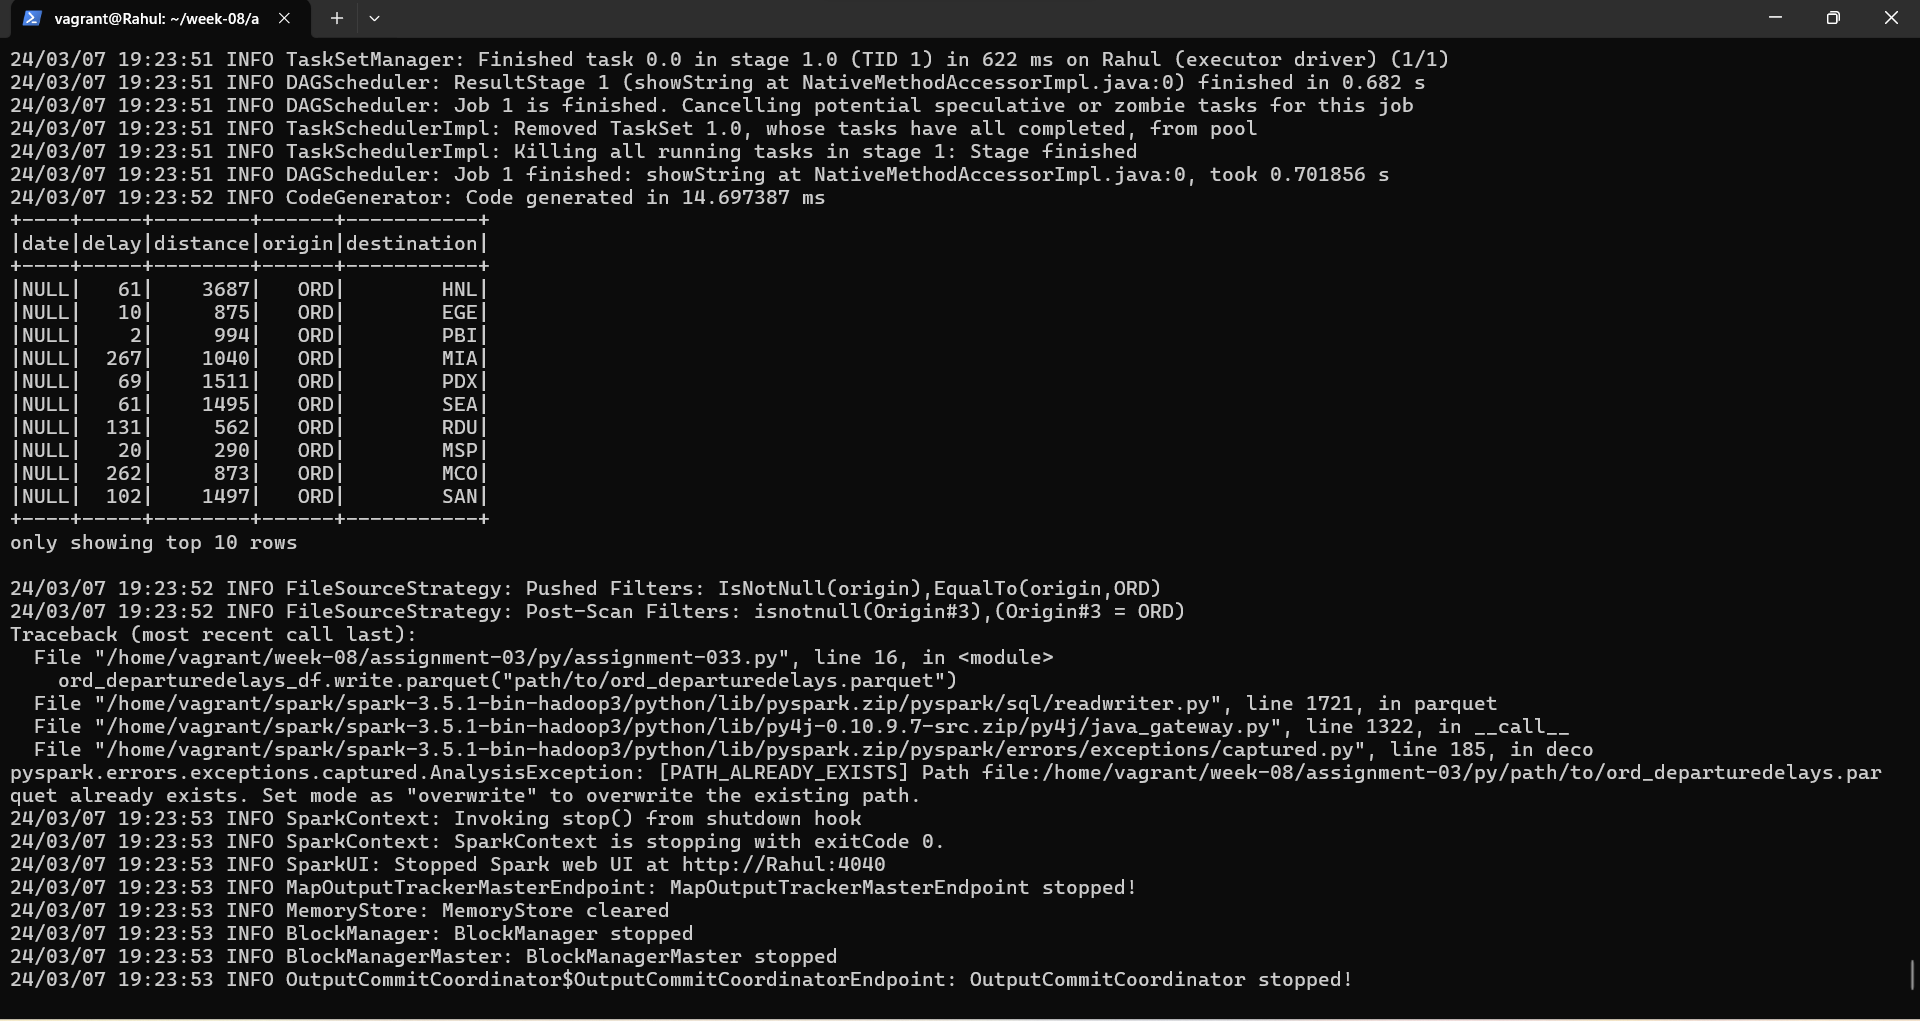 vagrant@Rahul: ~/week-08/a
24/03/07 19:23:51 INFO TaskSetManager: Finished task 0.0 in stage 1.0 (TID 1) in 622 ms on Rahul (executor driver) (1/1)
24/03/07 19:23:51 INFO DAGScheduler: ResultStage 1 (showString at NativeMethodAccessorImpl.java:0) finished in 0.682 s
24/03/07 19:23:51 INFO DAGScheduler: Job 1 is finished. Cancelling potential speculative or zombie tasks for this job
24/03/07 19:23:51 INFO TaskSchedulerImpl: Removed TaskSet 1.0, whose tasks have all completed, from pool
24/03/07 19:23:51 INFO TaskSchedulerImpl: Killing all running tasks in stage 1: Stage finished
24/03/07 19:23:51 INFO DAGScheduler: Job 1 finished: showString at NativeMethodAccessorImpl.java:0, took 0.701856 s
24/03/07 19:23:52 INFO CodeGenerator: Code generated in 14.697387 ms
+----+-----+--------+------+-----------+
|date|delay|distance|origin|destination|
+----+-----+--------+------+-----------+
|NULL|   61|    3687|   ORD|        HNL|
|NULL|   10|     875|   ORD|        EGE|
|NULL|    2|     994|   ORD|        PBI|
|NULL|  267|    1040|   ORD|        MIA|
|NULL|   69|    1511|   ORD|        PDX|
|NULL|   61|    1495|   ORD|        SEA|
|NULL|  131|     562|   ORD|        RDU|
|NULL|   20|     290|   ORD|        MSP|
|NULL|  262|     873|   ORD|        MCO|
|NULL|  102|    1497|   ORD|        SAN|
+----+-----+--------+------+-----------+
only showing top 10 rows
24/03/07 19:23:52 INFO FileSourceStrategy: Pushed Filters: IsNotNull(origin),EqualTo(origin,ORD)
24/03/07 19:23:52 INFO FileSourceStrategy: Post-Scan Filters: isnotnull(Origin#3),(Origin#3 = ORD)
Traceback (most recent call last):
  File "/home/vagrant/week-08/assignment-03/py/assignment-033.py", line 16, in <module>
    ord_departuredelays_df.write.parquet("path/to/ord_departuredelays.parquet")
  File "/home/vagrant/spark/spark-3.5.1-bin-hadoop3/python/lib/pyspark.zip/pyspark/sql/readwriter.py", line 1721, in parquet
  File "/home/vagrant/spark/spark-3.5.1-bin-hadoop3/python/lib/py4j-0.10.9.7-src.zip/py4j/java_gateway.py", line 1322, in __call__
  File "/home/vagrant/spark/spark-3.5.1-bin-hadoop3/python/lib/pyspark.zip/pyspark/errors/exceptions/captured.py", line 185, in deco
pyspark.errors.exceptions.captured.AnalysisException: [PATH_ALREADY_EXISTS] Path file:/home/vagrant/week-08/assignment-03/py/path/to/ord_departuredelays.par
quet already exists. Set mode as "overwrite" to overwrite the existing path.
24/03/07 19:23:53 INFO SparkContext: Invoking stop() from shutdown hook
24/03/07 19:23:53 INFO SparkContext: SparkContext is stopping with exitCode 0.
24/03/07 19:23:53 INFO SparkUI: Stopped Spark web UI at http://Rahul:4040
24/03/07 19:23:53 INFO MapOutputTrackerMasterEndpoint: MapOutputTrackerMasterEndpoint stopped!
24/03/07 19:23:53 INFO MemoryStore: MemoryStore cleared
24/03/07 19:23:53 INFO BlockManager: BlockManager stopped
24/03/07 19:23:53 INFO BlockManagerMaster: BlockManagerMaster stopped
24/03/07 19:23:53 INFO OutputCommitCoordinator$OutputCommitCoordinatorEndpoint: OutputCommitCoordinator stopped!